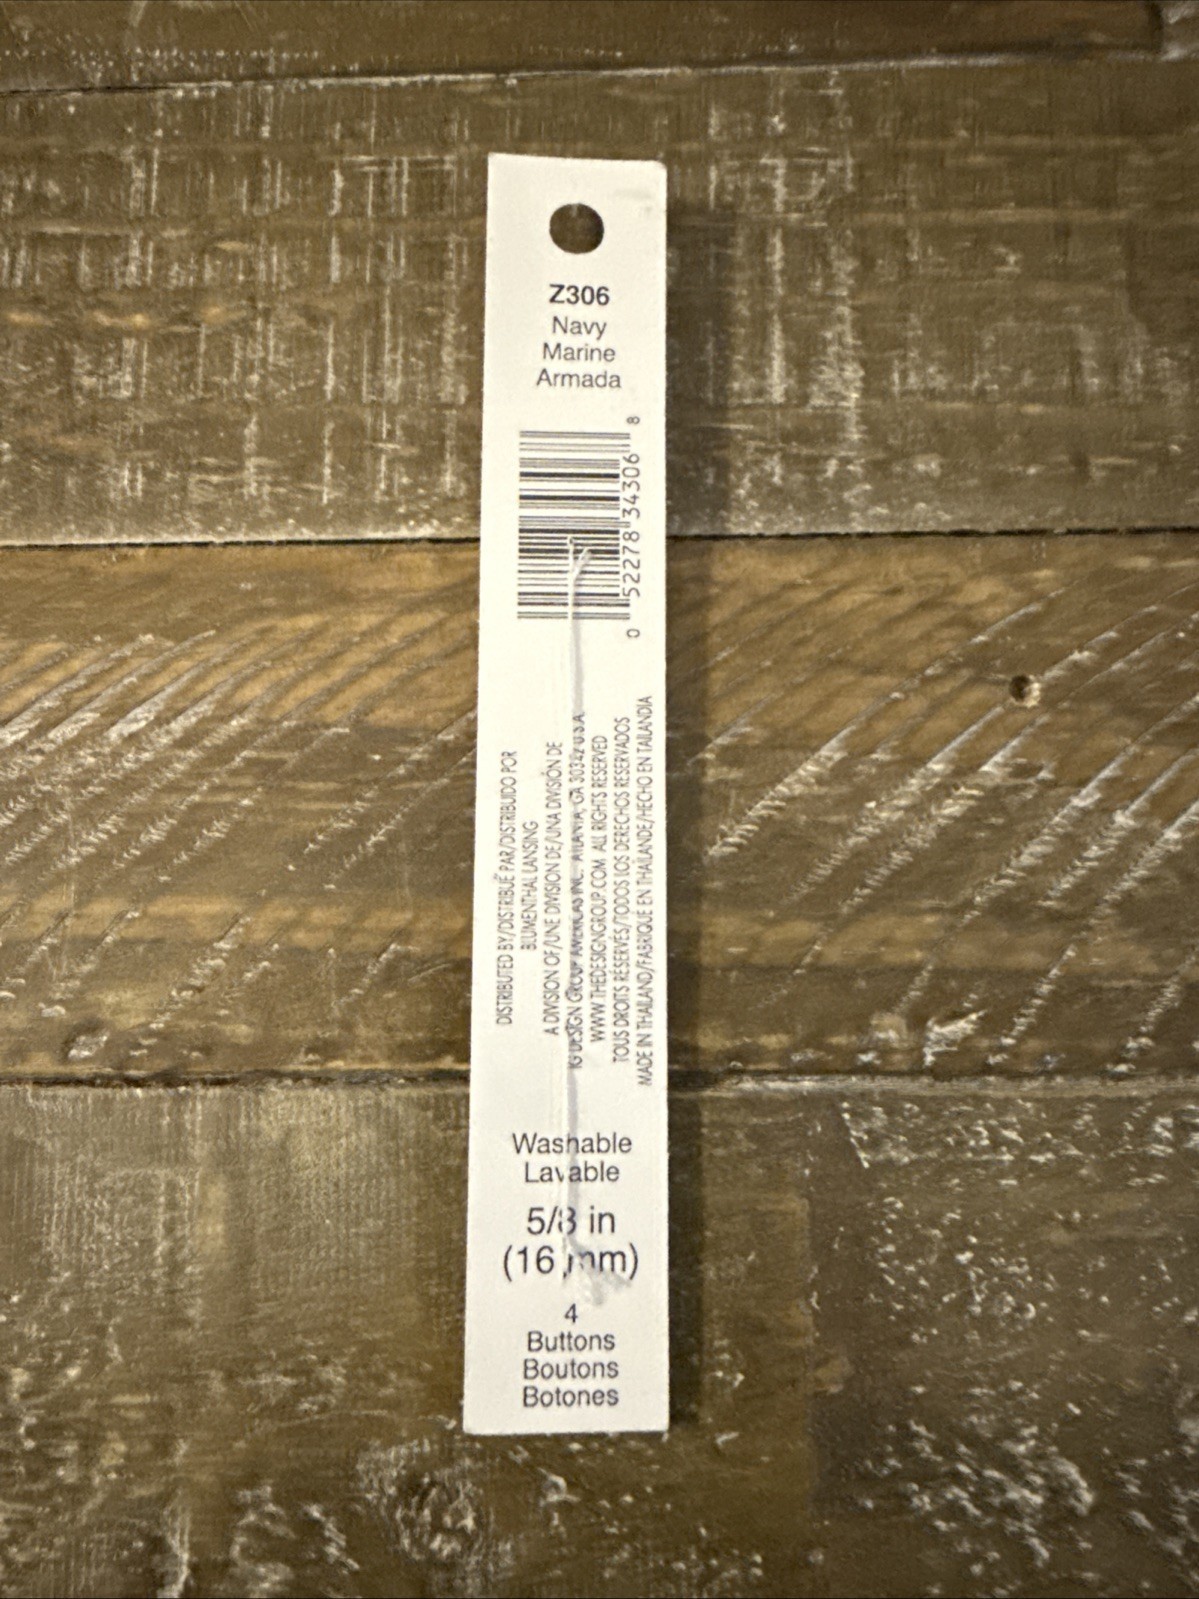 Z306
Navy
Marine
Armada
0 52278 34306 8
DISTRIBUTED BY/DISTRIBUÉ PAR/DISTRIBUIDO POR
BLUMENTHAL LANSING
A DIVISION OF/UNE DIVISION DE/UNA DIVISIÓN DE
IG DESIGN GROUP AMERICAS INC. ATLANTA, GA U.S.A.
WWW.THEDESIGNGROUP.COM ALL RIGHTS RESERVED
TOUS DROITS RÉSERVÉS/TODOS LOS DERECHOS RESERVADOS
MADE IN THAILAND/FABRIQUE EN THAÏLANDE/HECHO EN TAILANDIA
Washable
Lavable
5/8 in
(16 mm)
4
Buttons
Boutons
Botones